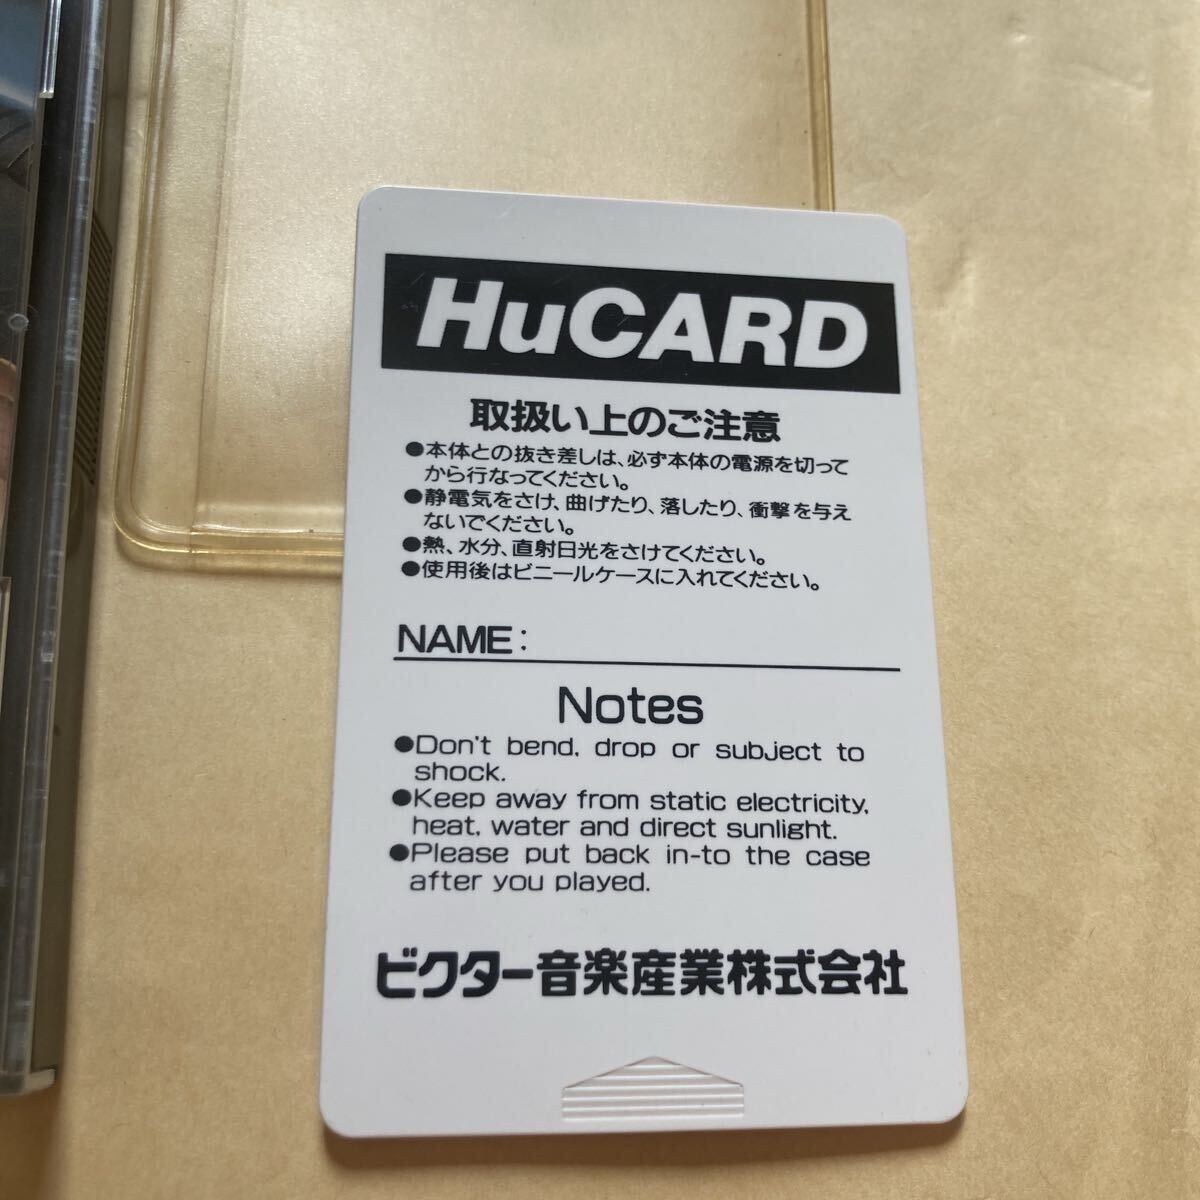 HuCARD
取扱い上のご注意
●本体との抜き差しは、必ず本体の電源を切って
から行なってください。
●静電気をさけ、曲げたり、落したり、衝撃を与え
ないでください。
●熱、水分、直射日光をさけてください。
●使用後はビニールケースに入れてください。
NAME:
Notes
●Don't bend, drop or subject to
shock.
●Keep away from static electricity,
heat, water and direct sunlight.
●Please put back in-to the case
after you played.
ビクター音楽産業株式会社